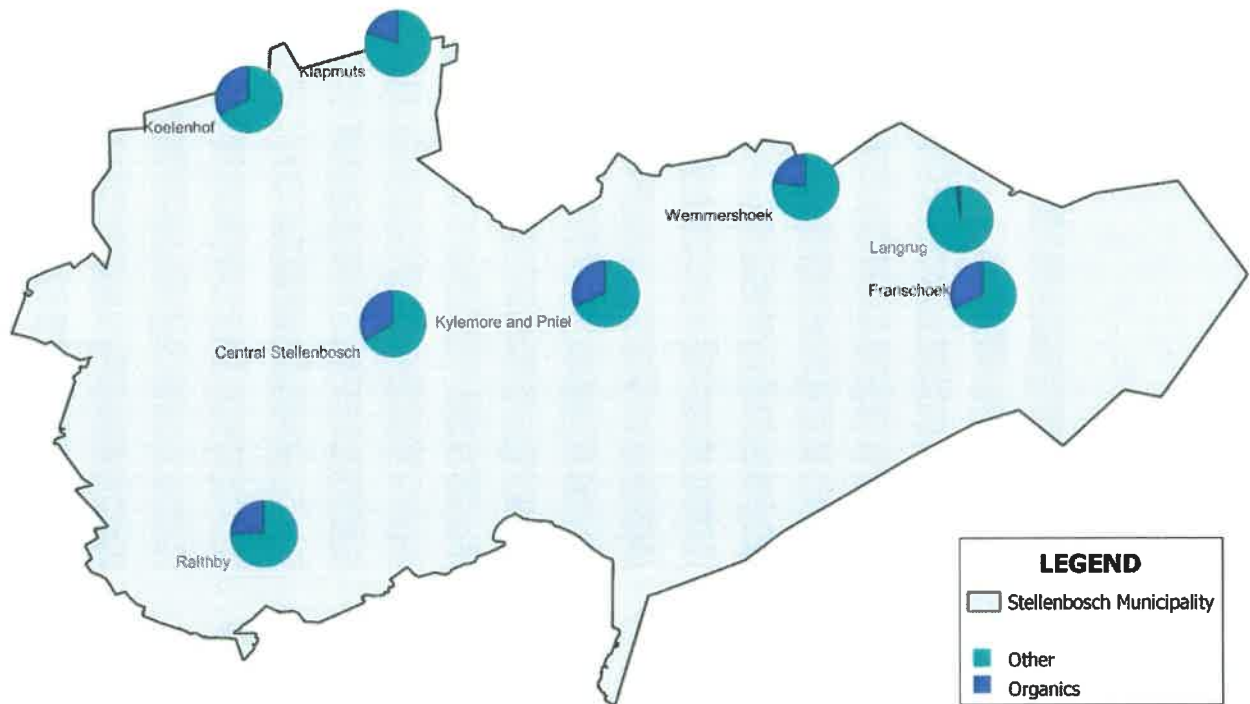 Klapmuts
Koelenhof
Wemmershoek
Langrug
Franschoek
Kylemore and Pniel
Central Stellenbosch
Raithby
LEGEND
Stellenbosch Municipality
Other
Organics